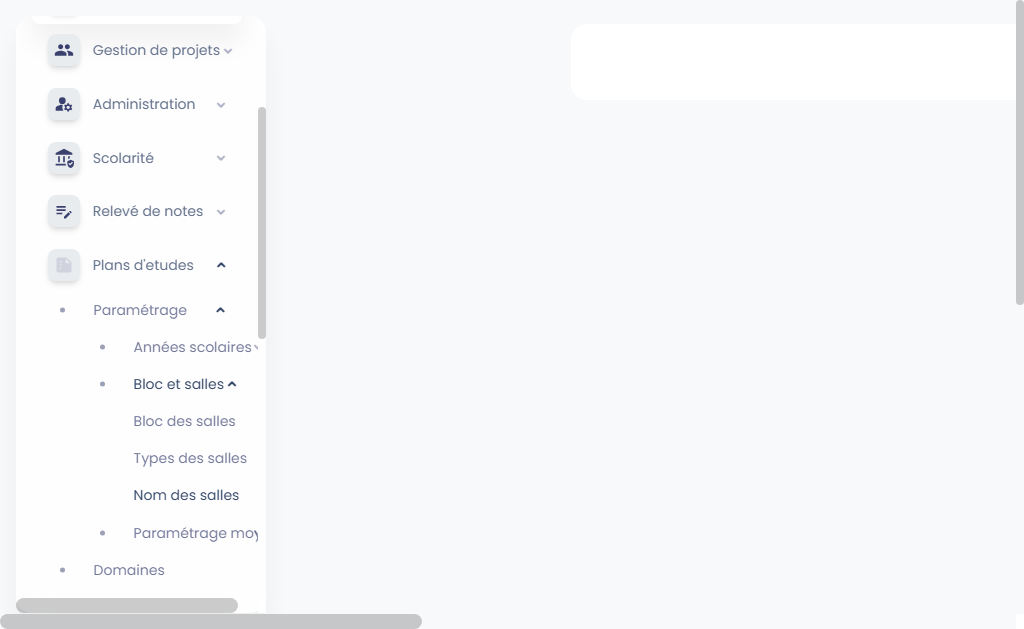 Gestion de projets
Administration
Scolarité
Relevé de notes
Plans d'etudes
Paramétrage
Années scolaires
Bloc et salles
Bloc des salles
Types des salles
Nom des salles
Paramétrage
Domaines